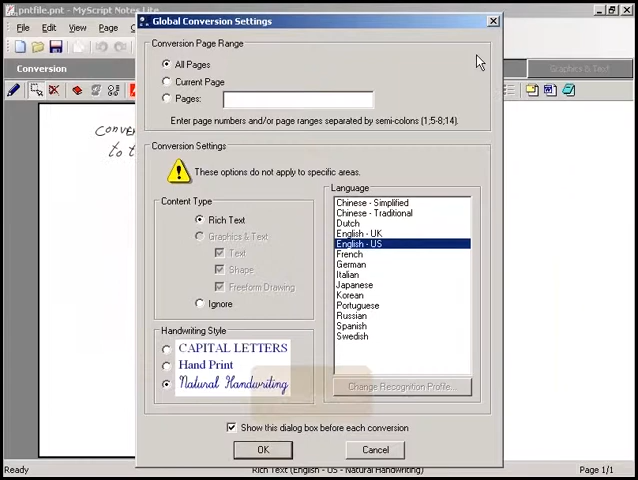 pntfile.pnt - MyScript Notes Lite
Global Conversion Settings
File Edit View Page
Conversion
Graphics & Text
Conversion Page Range
All Pages
Current Page
Pages:
Enter page numbers and/or page ranges separated by semi-colons (1;5-8;14).
Conversion Settings
These options do not apply to specific areas.
Content Type
Rich Text
Graphics & Text
Text
Shape
Freeform Drawing
Ignore
Language
Chinese - Simplified
Chinese - Traditional
Dutch
English - UK
English - US
French
German
Italian
Japanese
Korean
Portuguese
Russian
Spanish
Swedish
Change Recognition Profile...
Handwriting Style
CAPITAL LETTERS
Hand Print
Natural Handwriting
Show this dialog box before each conversion
OK
Cancel
Ready
Rich Text (English - US - Natural Handwriting)
Page 1/1